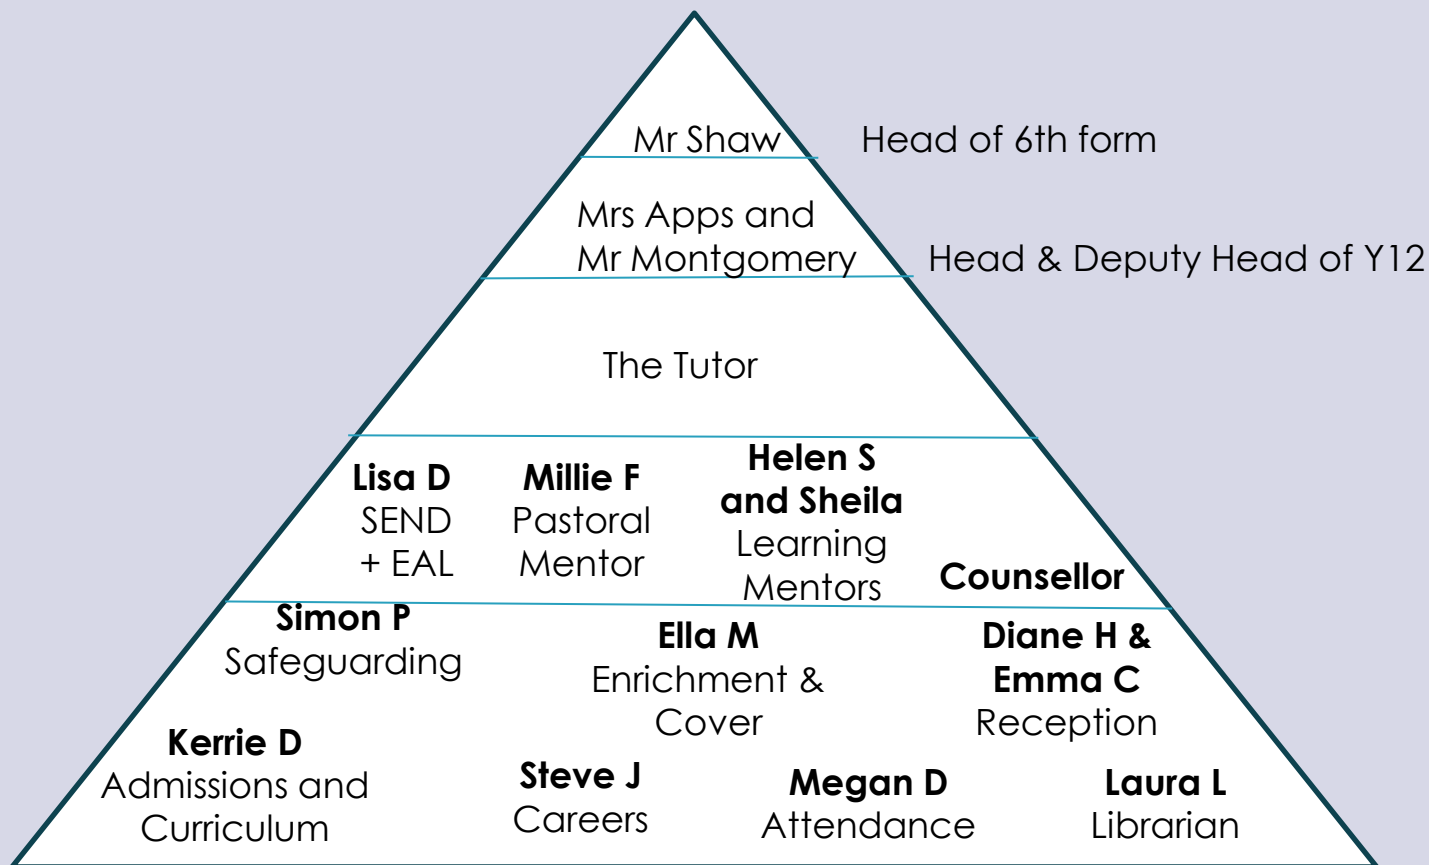 Mr Shaw
Head of 6th form
Mrs Apps and
Mr Montgomery
Head & Deputy Head of Y12
The Tutor
Lisa D
SEND
+ EAL
Millie F
Pastoral
Mentor
Helen S
and Sheila
Learning
Mentors
Counsellor
Simon P
Safeguarding
Ella M
Enrichment &
Cover
Diane H &
Emma C
Reception
Kerrie D
Admissions and
Curriculum
Steve J
Careers
Megan D
Attendance
Laura L
Librarian